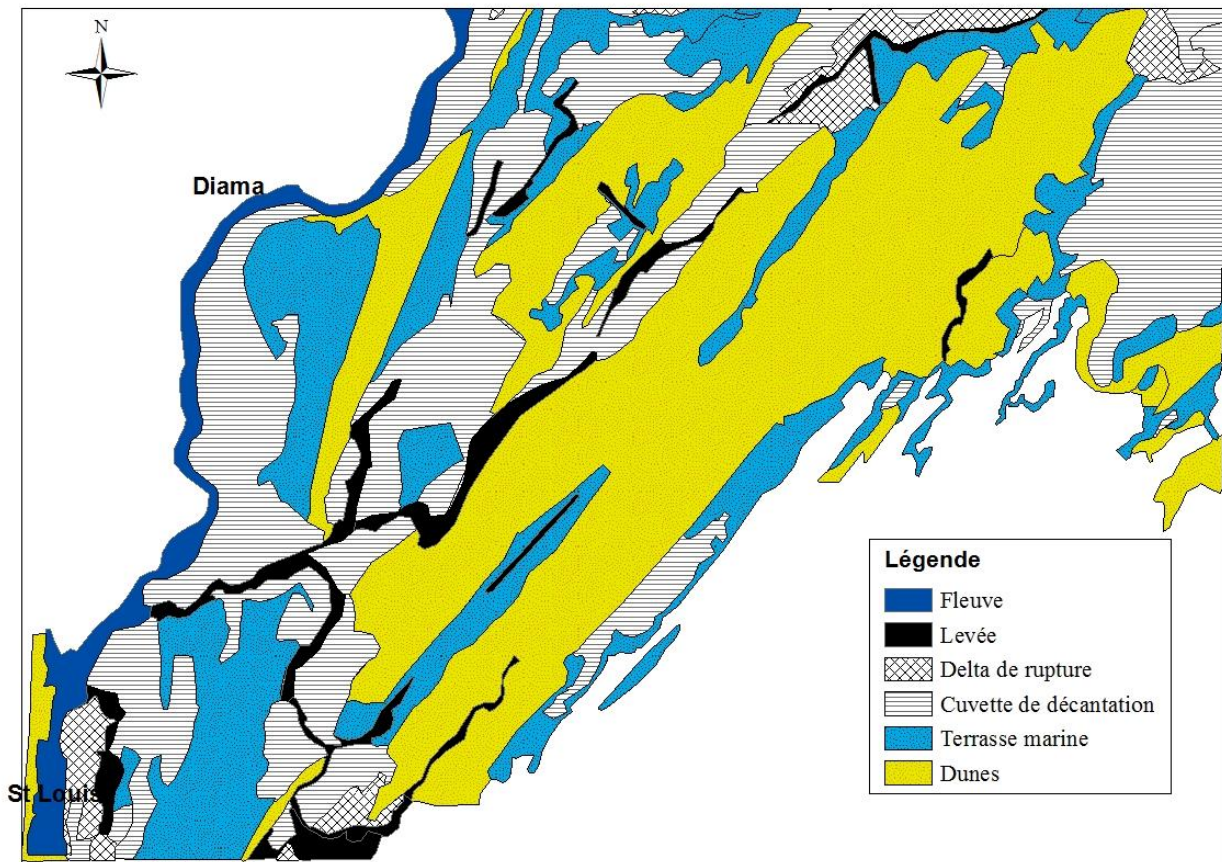 N
Diama
St Louis
Légende
Fleuve
Levée
Delta de rupture
Cuvette de décantation
Terrasse marine
Dunes